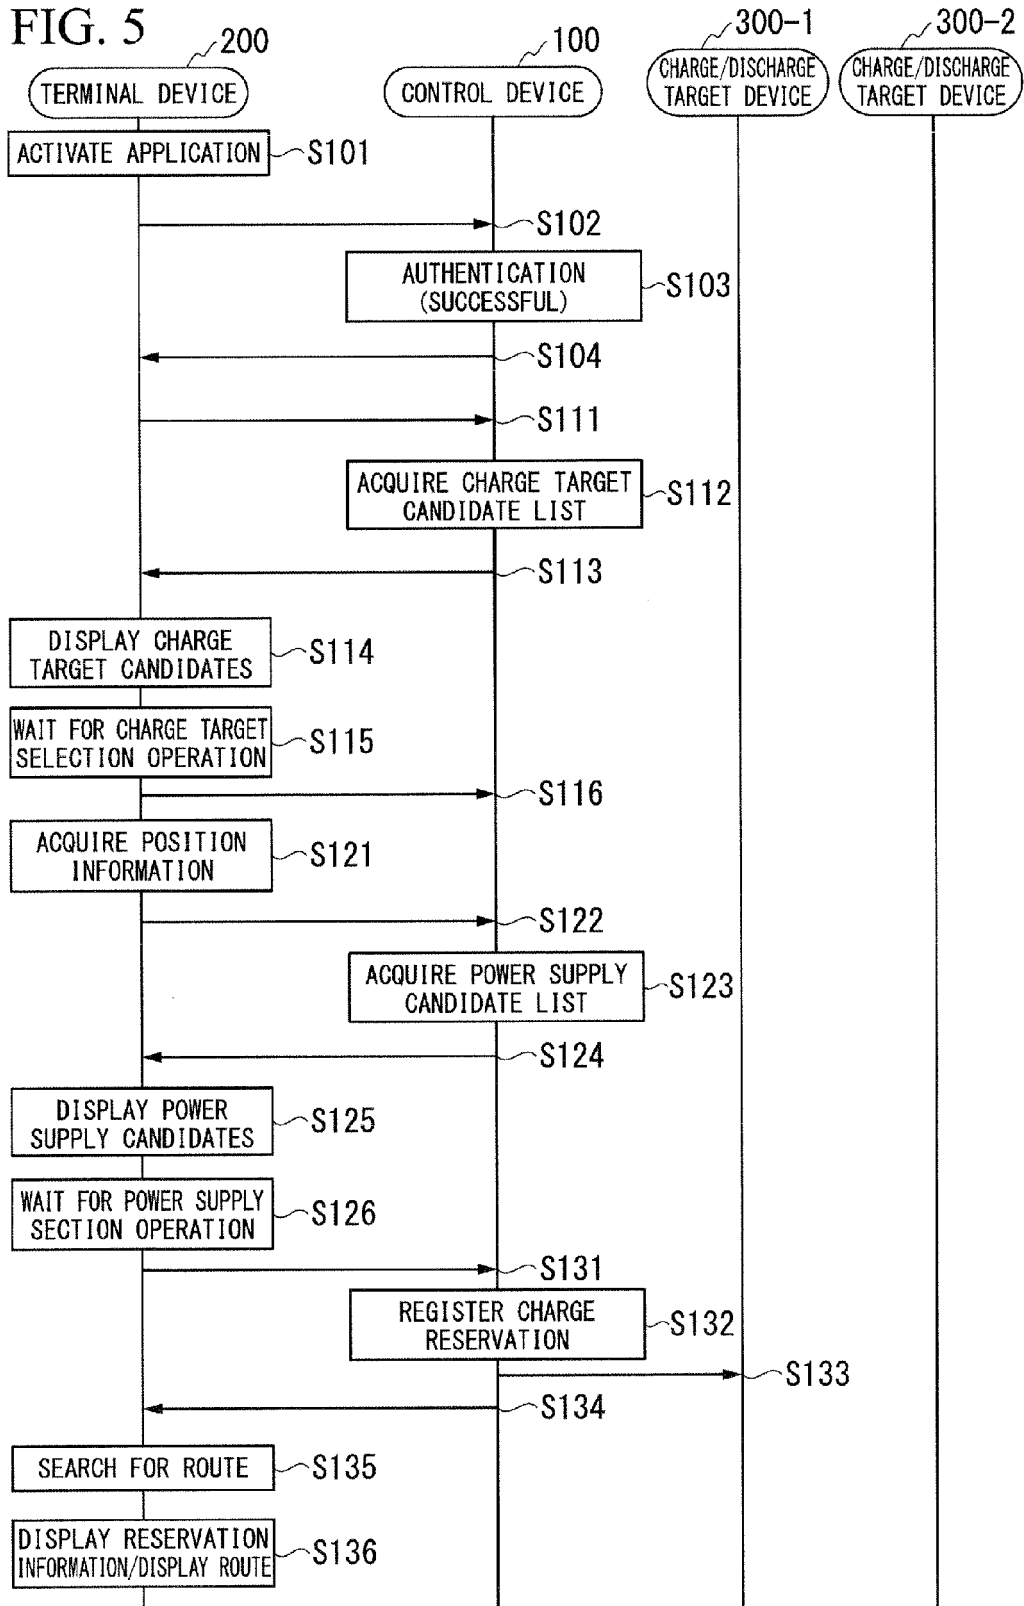 FIG. 5
200
100
300-1
300-2
TERMINAL DEVICE
CONTROL DEVICE
CHARGE/DISCHARGE
TARGET DEVICE
CHARGE/DISCHARGE
TARGET DEVICE
ACTIVATE APPLICATION
S101
S102
AUTHENTICATION
(SUCCESSFUL)
S103
S104
S111
ACQUIRE CHARGE TARGET
CANDIDATE LIST
S112
S113
DISPLAY CHARGE
TARGET CANDIDATES
S114
WAIT FOR CHARGE TARGET
SELECTION OPERATION
S115
S116
ACQUIRE POSITION
INFORMATION
S121
S122
ACQUIRE POWER SUPPLY
CANDIDATE LIST
S123
S124
DISPLAY POWER
SUPPLY CANDIDATES
S125
WAIT FOR POWER SUPPLY
SECTION OPERATION
S126
S131
REGISTER CHARGE
RESERVATION
S132
S133
S134
SEARCH FOR ROUTE
S135
DISPLAY RESERVATION
INFORMATION/DISPLAY ROUTE
S136